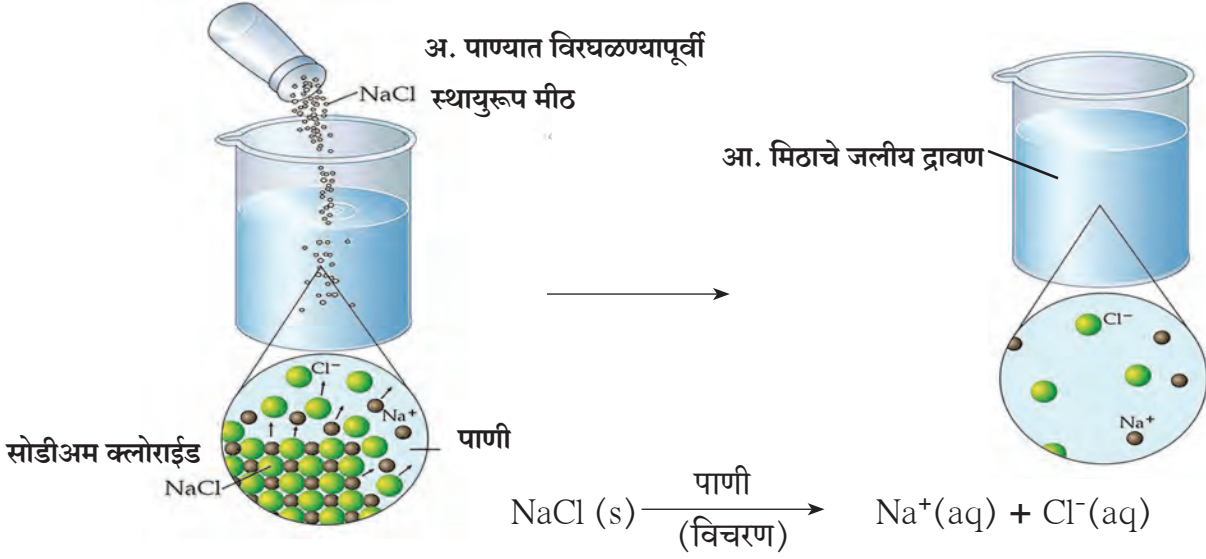 अ. पाण्यात विरघळण्यापूर्वी
NaCl स्थायुरूप मीठ
आ. मिठाचे जलीय द्रावण
Cl⁻
Na⁺
पाणी
सोडीअम क्लोराईड
NaCl
Cl⁻
Na⁺
NaCl (s) पाणी (विचरण) Na⁺(aq) + Cl⁻(aq)